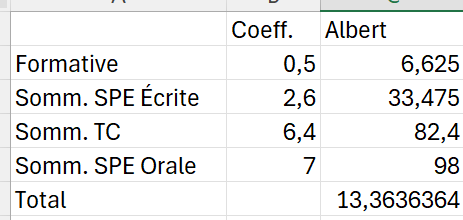 Coeff. Albert
Formative 0,5 6,625
Somm. SPE Écrite 2,6 33,475
Somm. TC 6,4 82,4
Somm. SPE Orale 7 98
Total 13,3636364